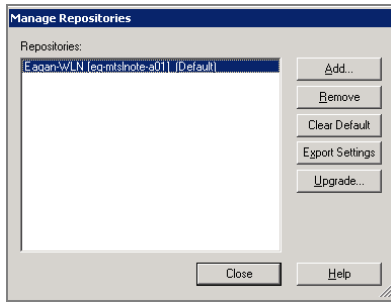 Manage Repositories
Repositories:
Eagan-WLN [eg-mtslnote-a01] (Default)
Add...
Remove
Clear Default
Export Settings
Upgrade...
Close
Help